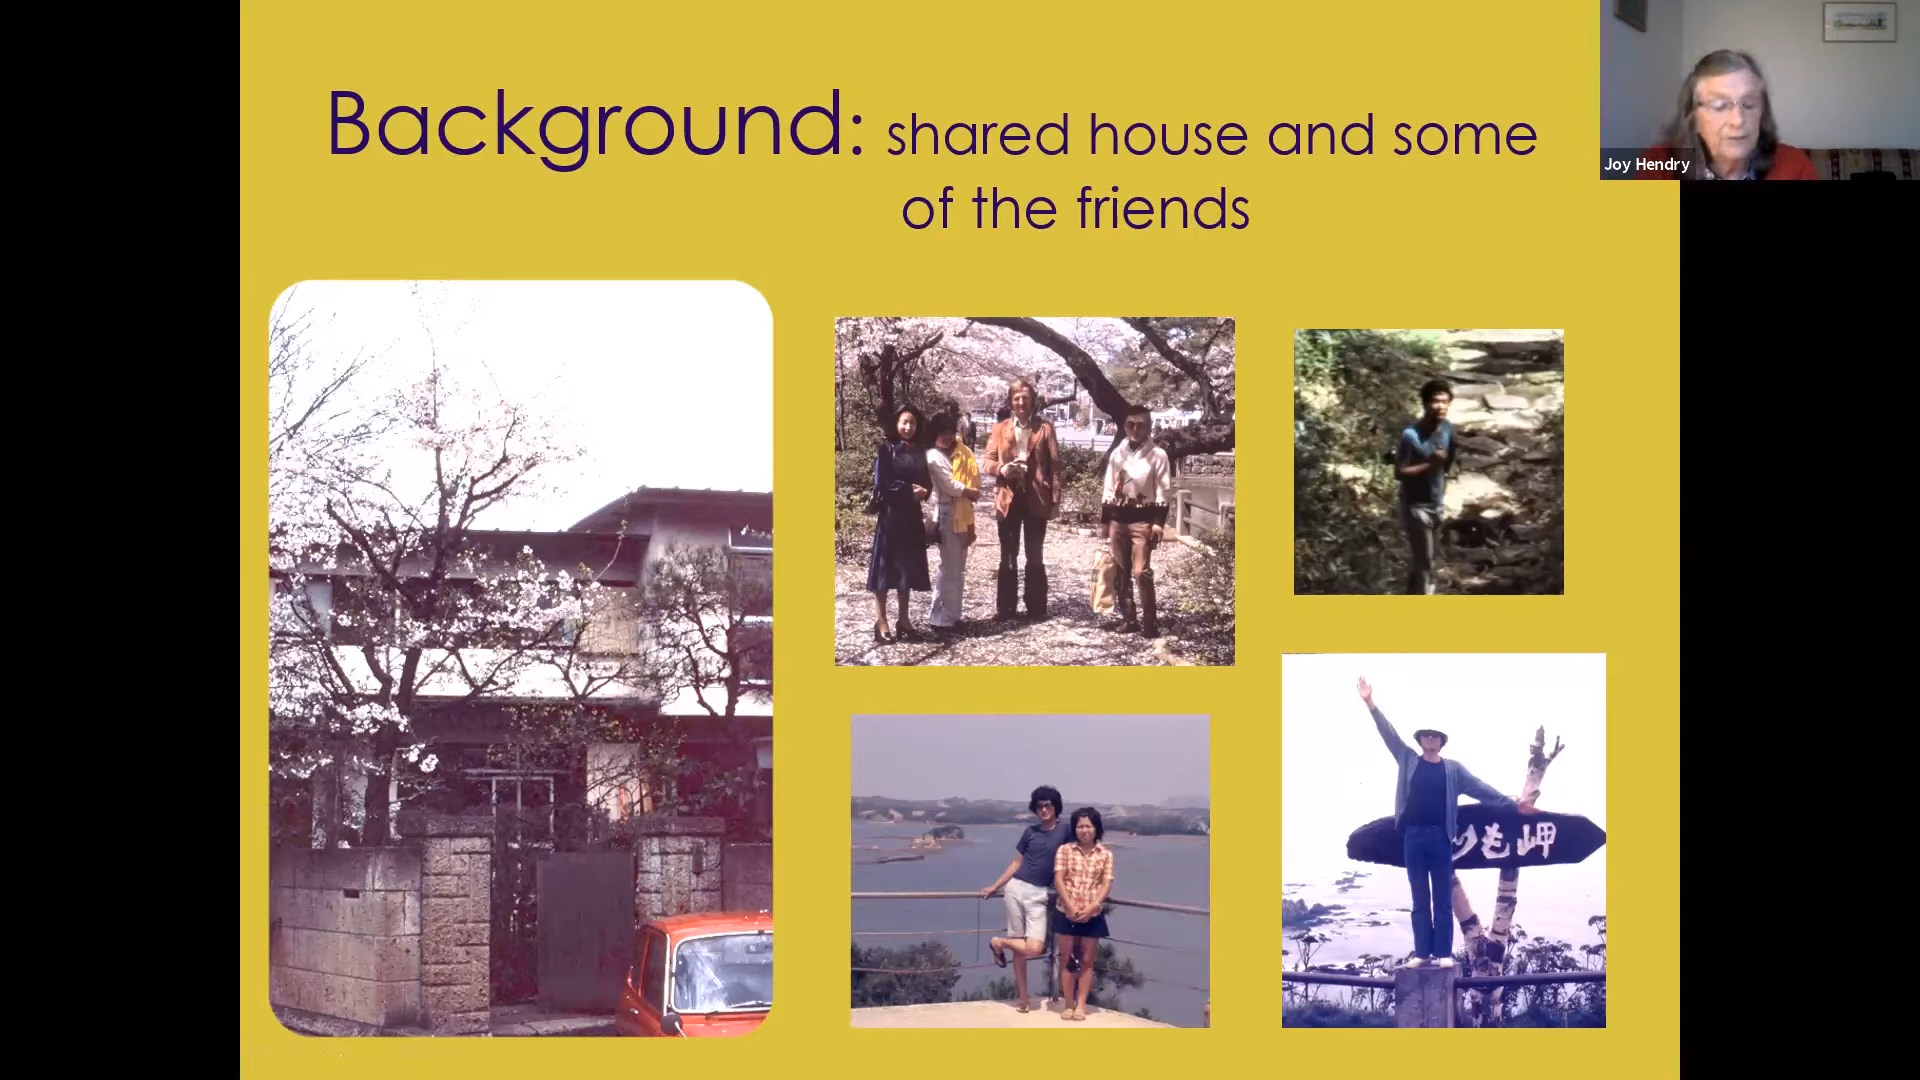 Background: shared house and some
of the friends
Joy Hendry
も岬